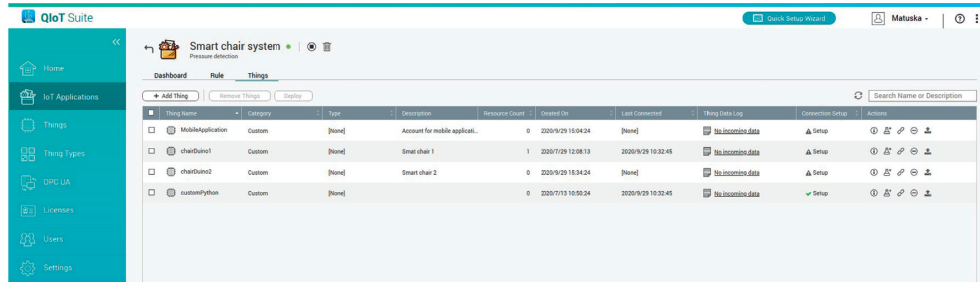 QIoT Suite
Quick Setup Wizard
Matuska
Home
IoT Applications
Things
Thing Types
OPC UA
Licenses
Users
Settings
Smart chair system
Pressure detection
Dashboard Rule Things
+ Add Thing Remove Things Deploy Search Name or Description
Thing Name Category Type Description Resource Count Created On Last Connected Thing Data Log Connection Setup Actions
MobileApplication Custom [None] Account for mobile applicati... 0 2020/9/29 15:04:24 [None] No incoming data Setup
chairDuino1 Custom [None] Smat chair 1 1 2020/7/29 12:08:13 2020/9/29 10:32:45 No incoming data Setup
chairDuino2 Custom [None] Smart chair 2 0 2020/9/29 15:34:24 [None] No incoming data Setup
customPython Custom [None] 0 2020/7/13 10:50:24 2020/9/29 10:32:45 No incoming data Setup